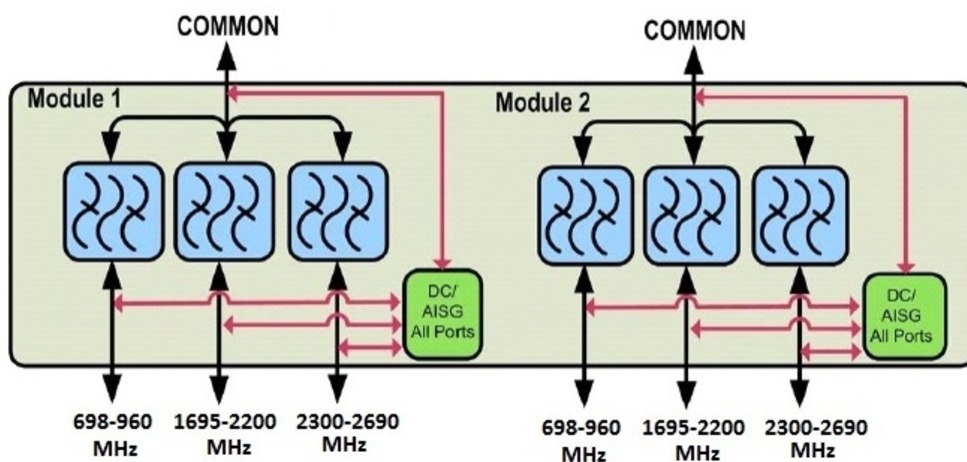 COMMON
Module 1
DC/
AISG
All Ports
698-960
MHz
1695-2200
MHz
2300-2690
MHz
COMMON
Module 2
DC/
AISG
All Ports
698-960
MHz
1695-2200
MHz
2300-2690
MHz